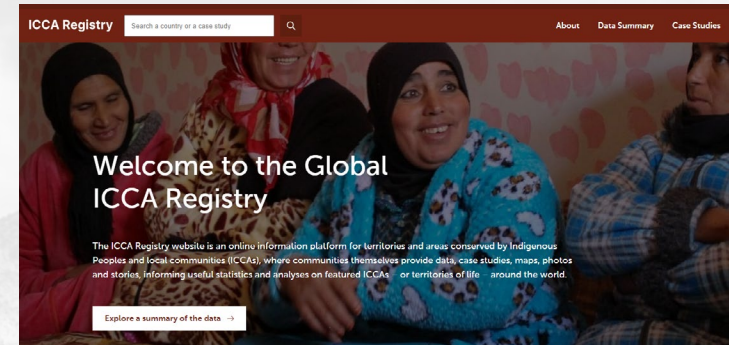 ICCA Registry
Search a country or a case study
About
Data Summary
Case Studies
Welcome to the Global
ICCA Registry
The ICCA Registry website is an online information platform for territories and areas conserved by Indigenous
Peoples and local communities (ICCAs), where communities themselves provide data, case studies, maps, photos
and stories, informing useful statistics and analyses on featured ICCAs – or territories of life – around the world.
Explore a summary of the data →